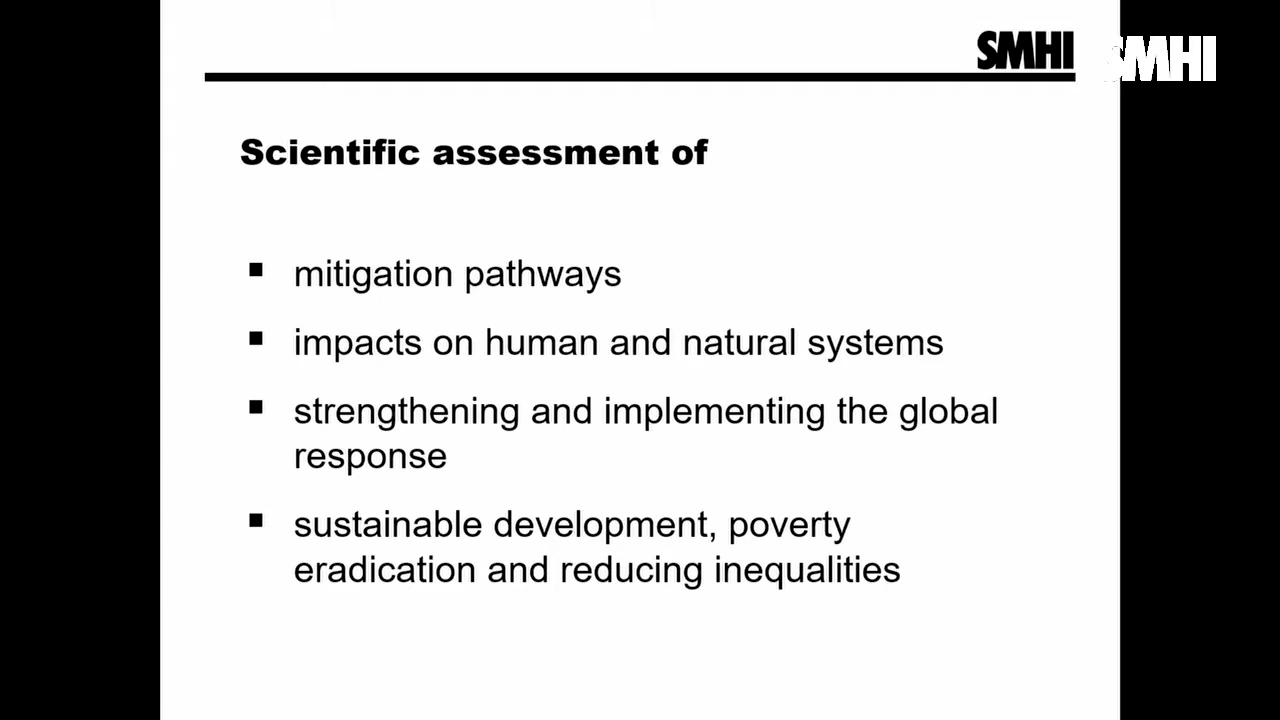 SMHI SMHI
Scientific assessment of
▪ mitigation pathways
▪ impacts on human and natural systems
▪ strengthening and implementing the global
response
▪ sustainable development, poverty
eradication and reducing inequalities